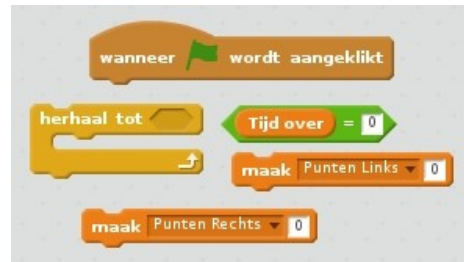 wanneer wordt aangeklikt
herhaal tot
Tijd over = 0
maak Punten Links 0
maak Punten Rechts 0